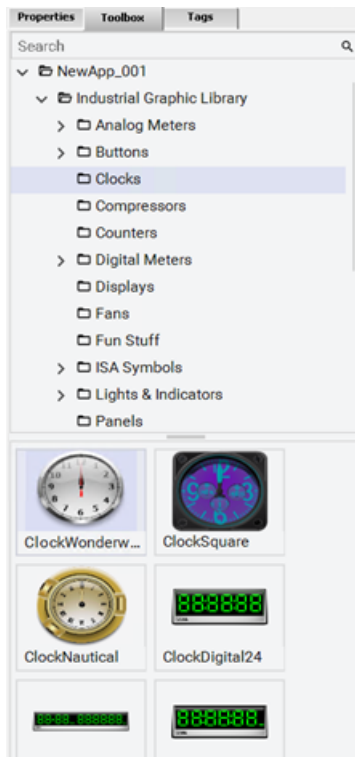 Properties Toolbox Tags
Search
NewApp_001
Industrial Graphic Library
Analog Meters
Buttons
Clocks
Compressors
Counters
Digital Meters
Displays
Fans
Fun Stuff
ISA Symbols
Lights & Indicators
Panels
ClockWonderw... ClockSquare
ClockNautical ClockDigital24